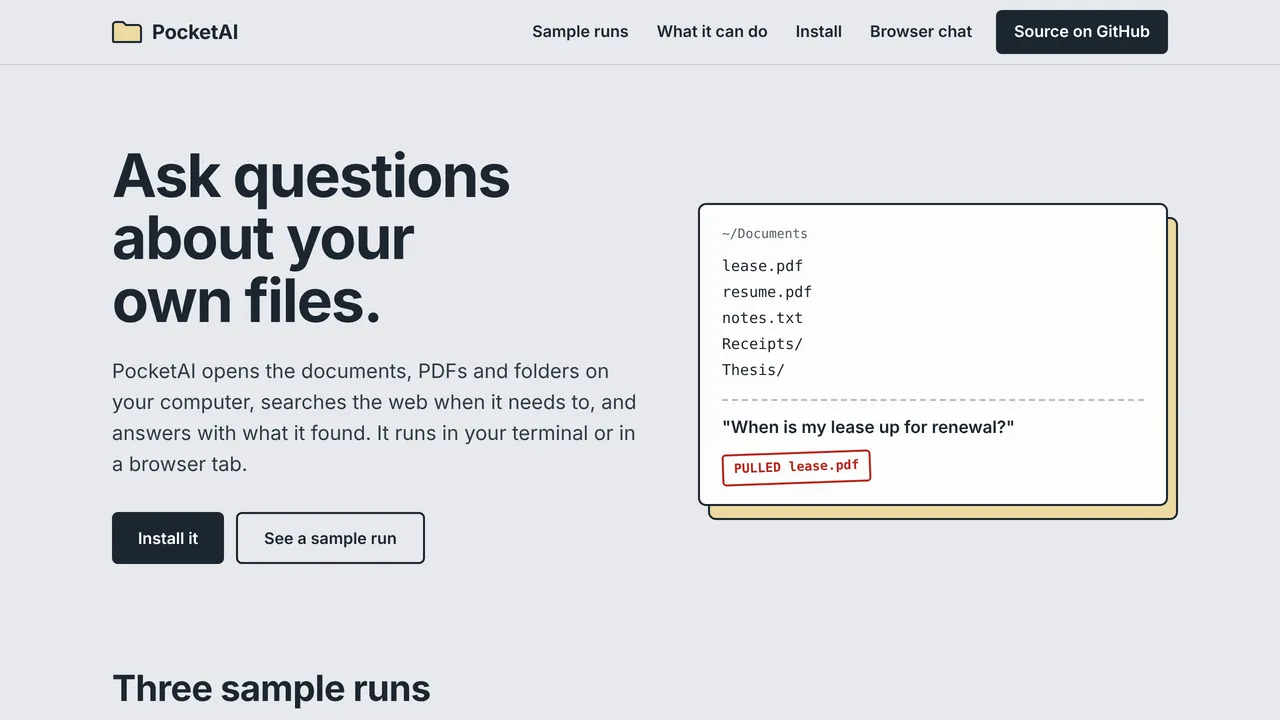 PocketAI
Sample runs
What it can do
Install
Browser chat
Source on GitHub
Ask questions
about your
own files.
PocketAI opens the documents, PDFs and folders on
your computer, searches the web when it needs to, and
answers with what it found. It runs in your terminal or in
a browser tab.
Install it
See a sample run
~/Documents
lease.pdf
resume.pdf
notes.txt
Receipts/
Thesis/
"When is my lease up for renewal?"
PULLED lease.pdf
Three sample runs